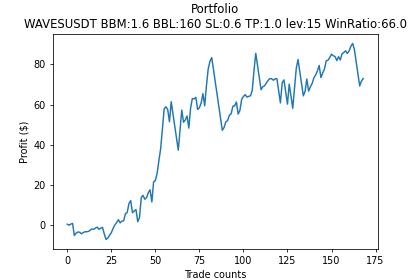 Portfolio
WAVESUSDT BBM:1.6 BBL:160 SL:0.6 TP:1.0 lev:15 WinRatio:66.0
Profit ($)
80
60
40
20
0
0 25 50 75 100 125 150 175
Trade counts